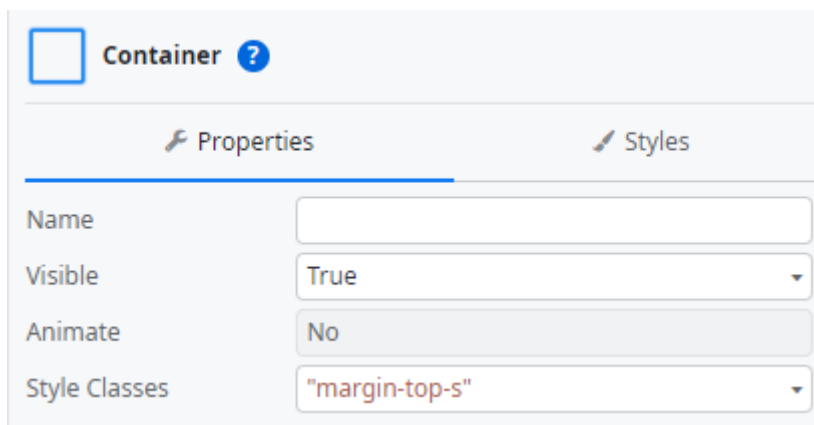 Container ?
Properties Styles
Name
Visible True
Animate No
Style Classes "margin-top-s"